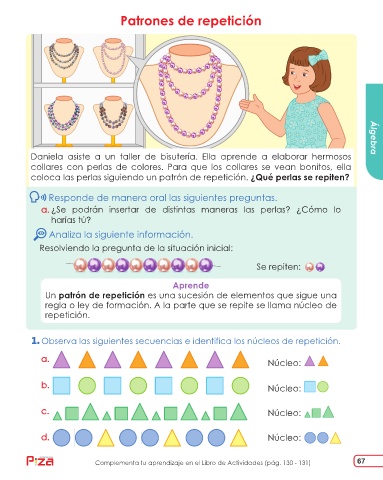 Patrones de repetición
Álgebra
Daniela asiste a un taller de bisutería. Ella aprende a elaborar hermosos
collares con perlas de colores. Para que los collares se vean bonitos, ella
coloca las perlas siguiendo un patrón de repetición. ¿Qué perlas se repiten?
Responde de manera oral las siguientes preguntas.
a. ¿Se podrán insertar de distintas maneras las perlas? ¿Cómo lo
harías tú?
Analiza la siguiente información.
Resolviendo la pregunta de la situación inicial:
Se repiten:
Aprende
Un patrón de repetición es una sucesión de elementos que sigue una
regla o ley de formación. A la parte que se repite se llama núcleo de
repetición.
1. Observa las siguientes secuencias e identifica los núcleos de repetición.
a. Núcleo:
b. Núcleo:
c. Núcleo:
d. Núcleo:
Piza
Complementa tu aprendizaje en el Libro de Actividades (pág. 130 - 131)
67